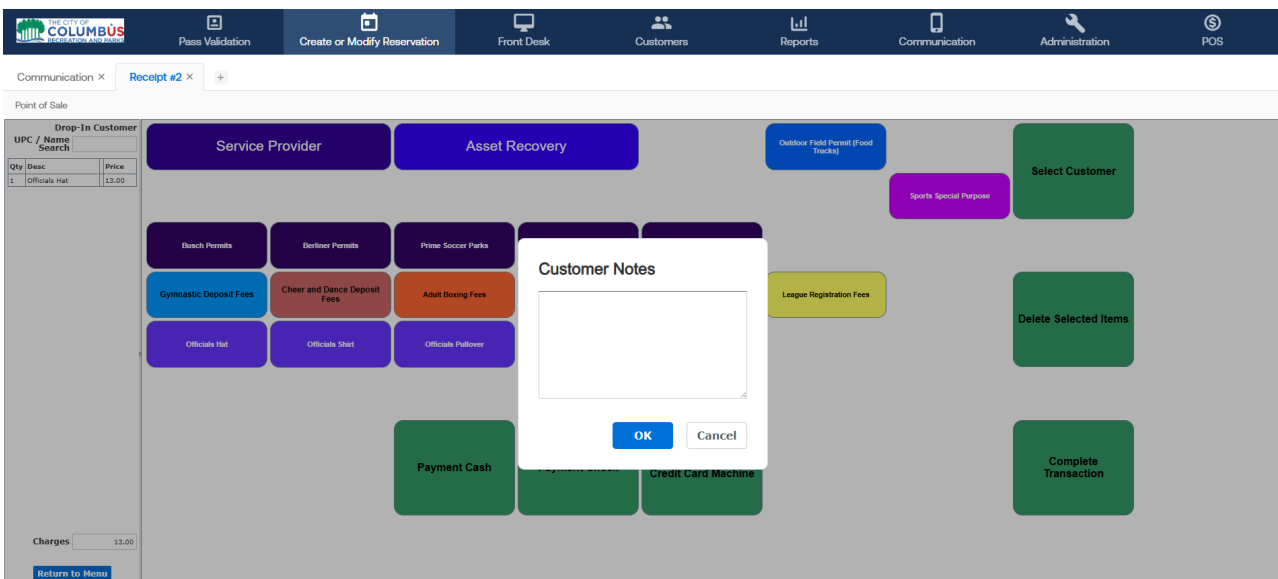 THE CITY OF
COLUMBUS
RECREATION AND PARKS
Pass Validation
Create or Modify Reservation
Front Desk
Customers
Reports
Communication
Administration
POS
Communication ×
Receipt #2 ×
+
Point of Sale
Drop-In Customer
UPC / Name
Search
Qty Desc Price
1 Officials Hat 13.00
Charges 13.00
Return to Menu
Service Provider
Asset Recovery
Outdoor Field Permit (Food
Trucks)
Select Customer
Sports Special Purpose
Busch Permits
Berliner Permits
Prime Soccer Parks
Gymnastic Deposit Fees
Cheer and Dance Deposit
Fees
Adult Boxing Fees
League Registration Fees
Delete Selected Items
Officials Hat
Officials Shirt
Officials Pullover
Customer Notes
OK
Cancel
Payment Cash
Credit Card Machine
Complete
Transaction